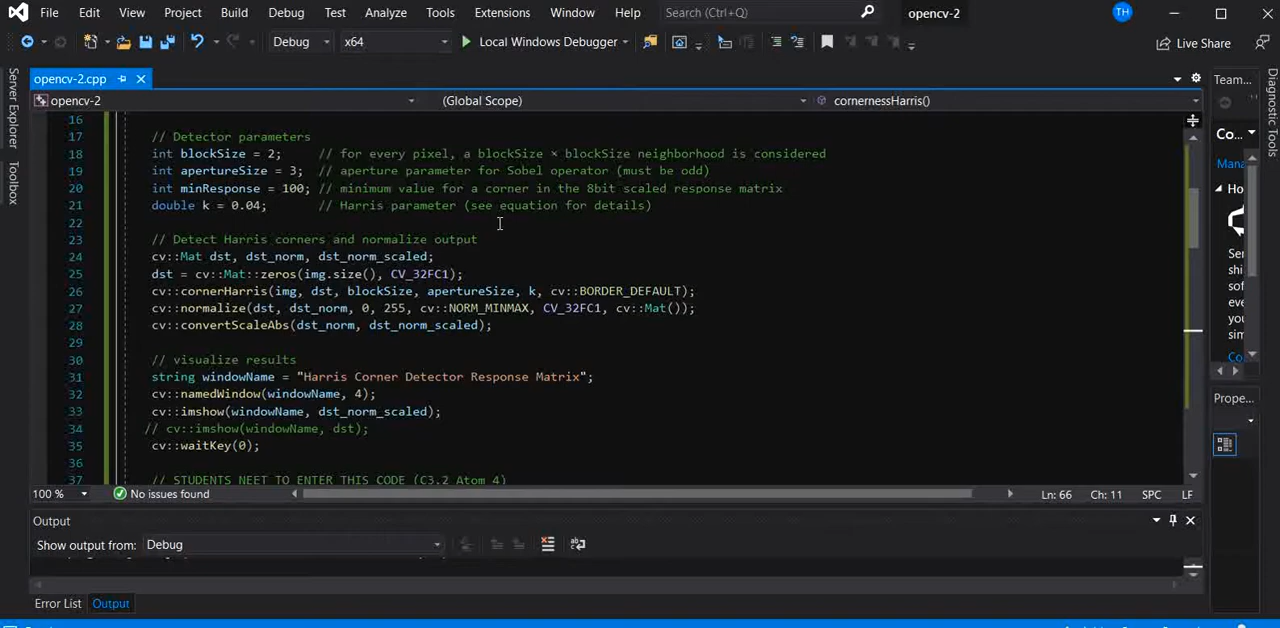 File Edit View Project Build Debug Test Analyze Tools Extensions Window Help Search (Ctrl+Q) opencv-2 TH
Debug x64 Local Windows Debugger Live Share
Server Explorer
Toolbox
opencv-2.cpp
opencv-2 (Global Scope) cornernessHarris()
16
17 // Detector parameters
18 int blockSize = 2; // for every pixel, a blockSize × blockSize neighborhood is considered
19 int apertureSize = 3; // aperture parameter for Sobel operator (must be odd)
20 int minResponse = 100; // minimum value for a corner in the 8bit scaled response matrix
21 double k = 0.04; // Harris parameter (see equation for details)
22
23 // Detect Harris corners and normalize output
24 cv::Mat dst, dst_norm, dst_norm_scaled;
25 dst = cv::Mat::zeros(img.size(), CV_32FC1);
26 cv::cornerHarris(img, dst, blockSize, apertureSize, k, cv::BORDER_DEFAULT);
27 normalize(dst, dst_norm, 0, 255, cv::NORM_MINMAX, CV_32FC1, cv::Mat());
28 cv::convertScaleAbs(dst_norm, dst_norm_scaled);
29
30 // visualize results
31 string windowName = "Harris Corner Detector Response Matrix";
32 cv::namedWindow(windowName, 4);
33 cv::imshow(windowName, dst_norm_scaled);
34 // cv::imshow(windowName, dst);
35 cv::waitKey(0);
36
37 // STUDENTS NEET TO ENTER THIS CODE (C3.2 Atom 4)
100 % No issues found Ln: 66 Ch: 11 SPC LF
Output
Show output from: Debug
Error List Output
Team...
Co...
Mana
Ho
Ser
shi
sof
eve
you
sim
Co
Prope...
Diagnostic Tools